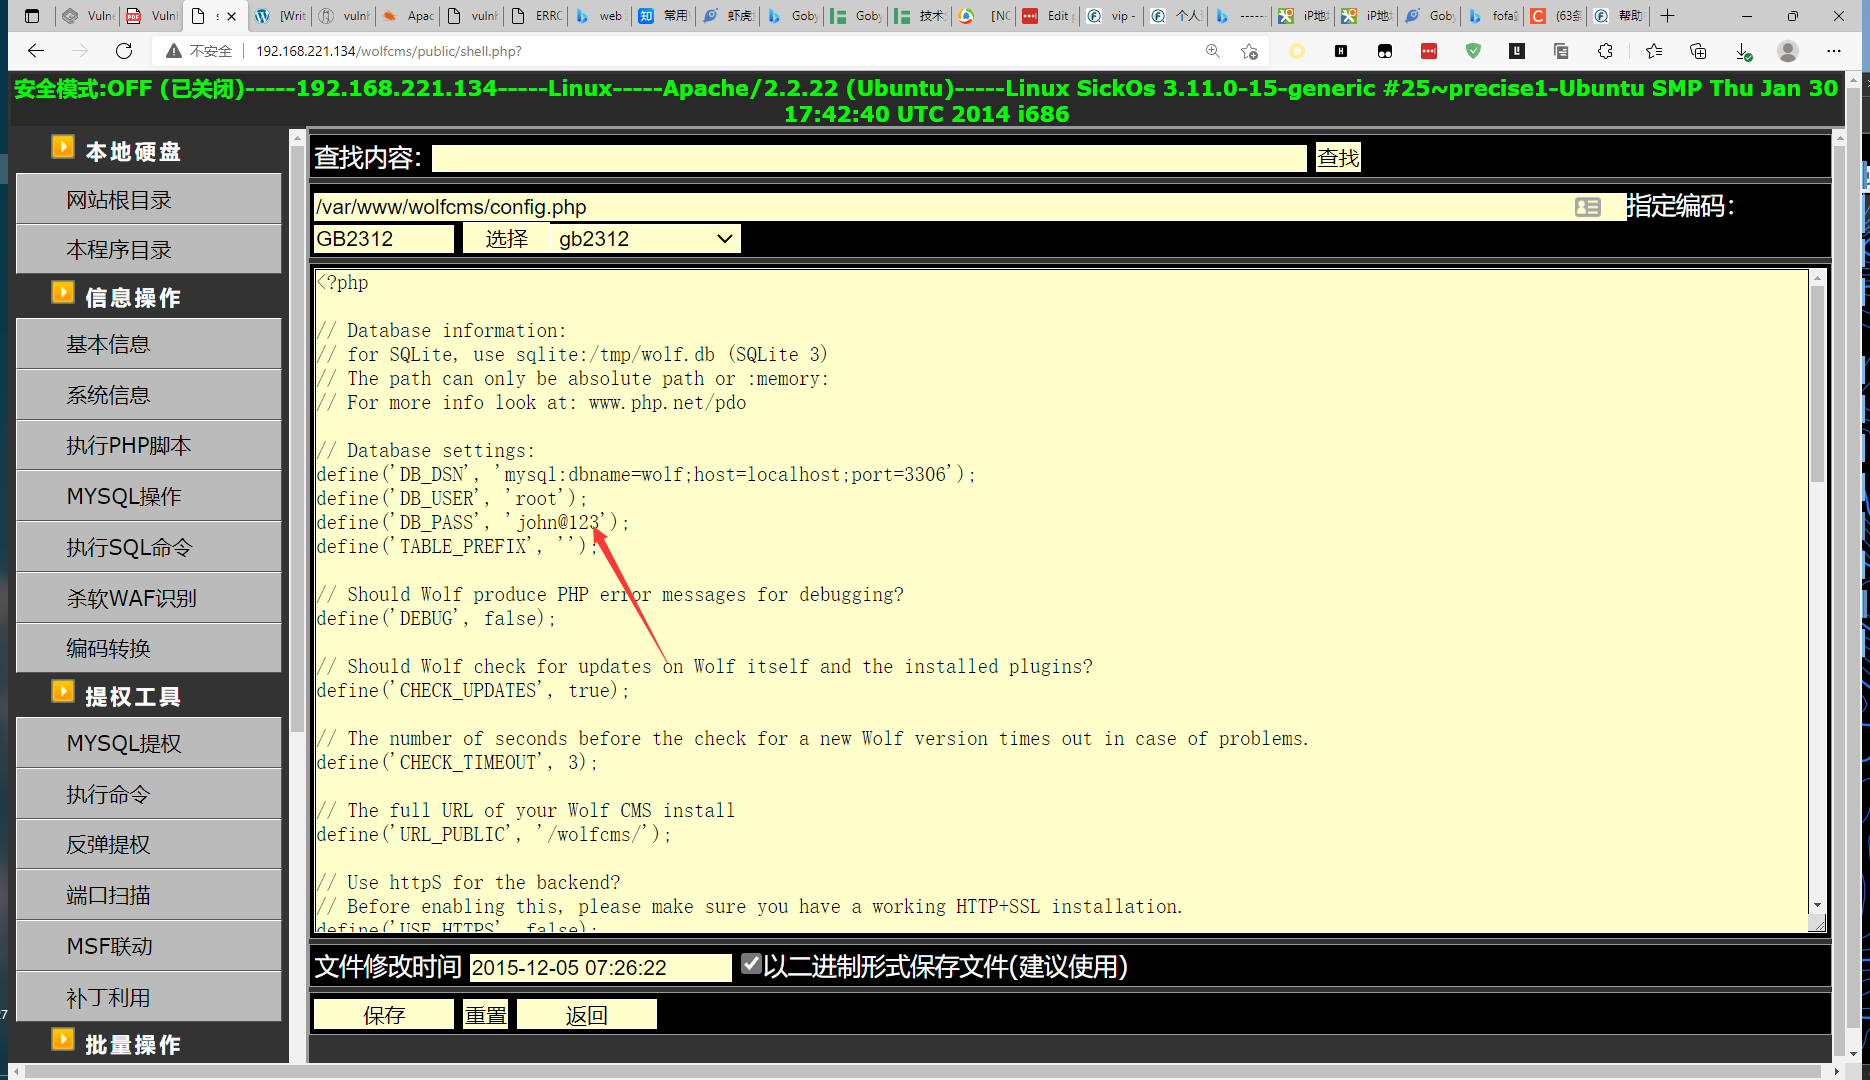 Vulne
Vulnl
s
[Writ
vulnh
Apac
vulnh
ERRC
web
常用
虾虎
Goby
Goby
技术
[NC
Edit
vip -
个人
-----
iP地
iP地
Goby
fofa
(63条
帮助
不安全
192.168.221.134/wolfcms/public/shell.php?
安全模式:OFF (已关闭)-----192.168.221.134-----Linux-----Apache/2.2.22 (Ubuntu)-----Linux SickOs 3.11.0-15-generic #25~precise1-Ubuntu SMP Thu Jan 30
17:42:40 UTC 2014 i686
本地硬盘
网站根目录
本程序目录
信息操作
基本信息
系统信息
执行PHP脚本
MYSQL操作
执行SQL命令
杀软WAF识别
编码转换
提权工具
MYSQL提权
执行命令
反弹提权
端口扫描
MSF联动
补丁利用
批量操作
查找内容:
查找
/var/www/wolfcms/config.php
指定编码:
GB2312
选择
gb2312
<?php
// Database information:
// for SQLite, use sqlite:/tmp/wolf.db (SQLite 3)
// The path can only be absolute path or :memory:
// For more info look at: www.php.net/pdo
// Database settings:
define('DB_DSN', 'mysql:dbname=wolf;host=localhost;port=3306');
define('DB_USER', 'root');
define('DB_PASS', 'john@123');
define('TABLE_PREFIX', '');
// Should Wolf produce PHP error messages for debugging?
define('DEBUG', false);
// Should Wolf check for updates on Wolf itself and the installed plugins?
define('CHECK_UPDATES', true);
// The number of seconds before the check for a new Wolf version times out in case of problems.
define('CHECK_TIMEOUT', 3);
// The full URL of your Wolf CMS install
define('URL_PUBLIC', '/wolfcms/');
// Use httpS for the backend?
// Before enabling this, please make sure you have a working HTTP+SSL installation.
define('USE_HTTPS', false);
文件修改时间
2015-12-05 07:26:22
以二进制形式保存文件(建议使用)
保存
重置
返回